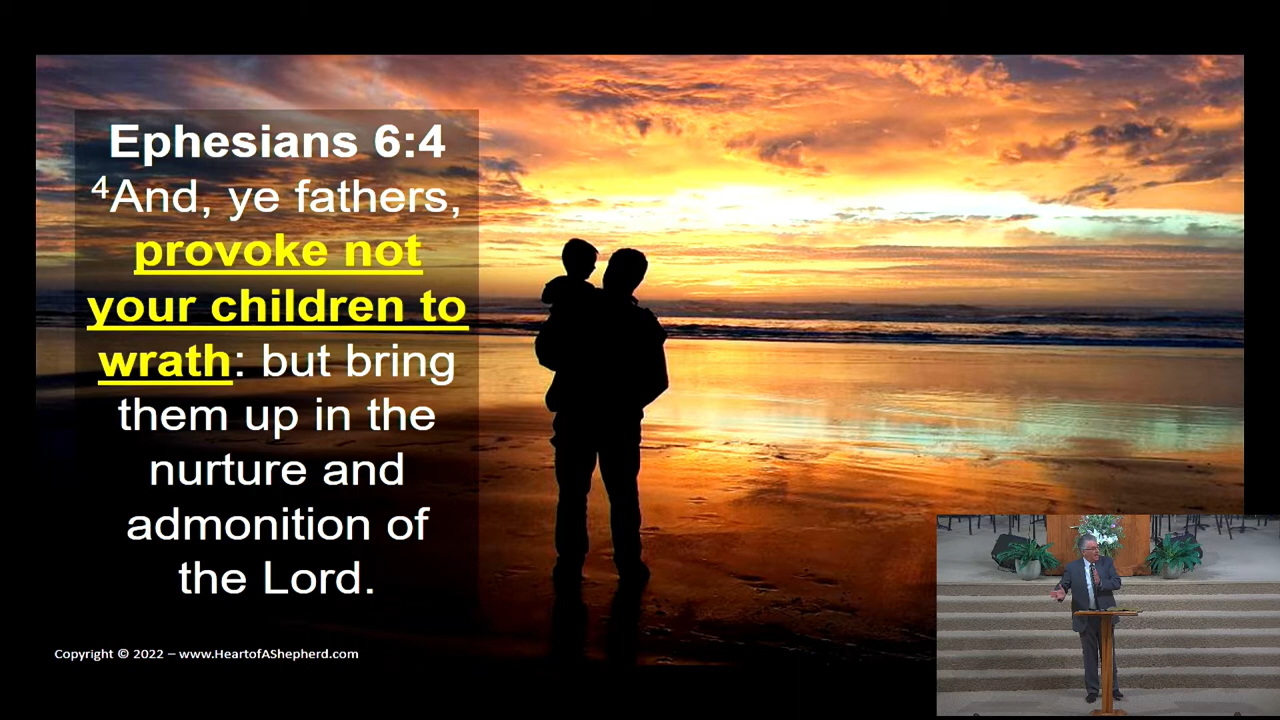 Ephesians 6:4
⁴And, ye fathers,
provoke not
your children to
wrath: but bring
them up in the
nurture and
admonition of
the Lord.
Copyright © 2022 – www.HeartofAShepherd.com